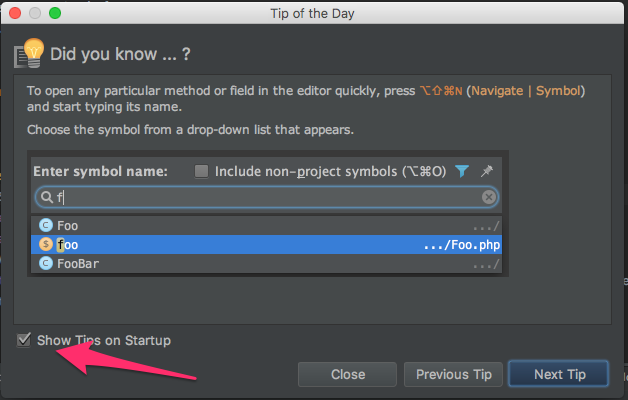 Tip of the Day
Did you know ... ?
To open any particular method or field in the editor quickly, press ⌥⇧⌘N (Navigate | Symbol)
and start typing its name.
Choose the symbol from a drop-down list that appears.
Enter symbol name: Include non-project symbols (⌥⌘O)
f
C Foo .../
$ foo .../Foo.php
C FooBar .../
Show Tips on Startup
Close Previous Tip Next Tip